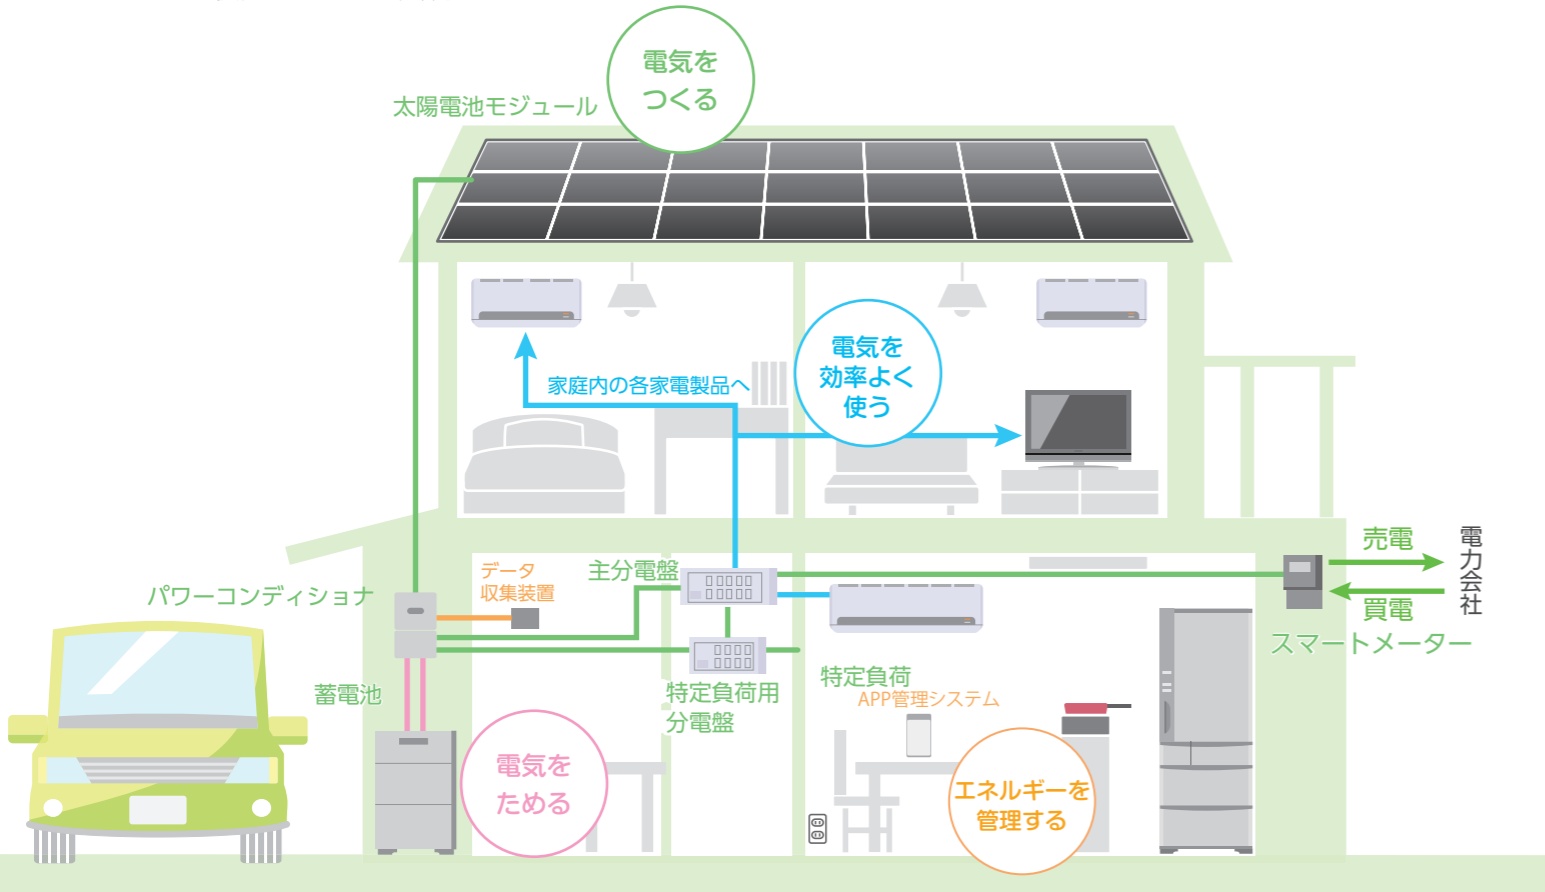 電気を
つくる
太陽電池モジュール
電気を
効率よく
使う
家庭内の各家電製品へ
売電
電力会社
買電
スマートメーター
データ
収集装置
主分電盤
パワーコンディショナ
蓄電池
特定負荷用
分電盤
特定負荷
APP管理システム
電気を
ためる
エネルギーを
管理する